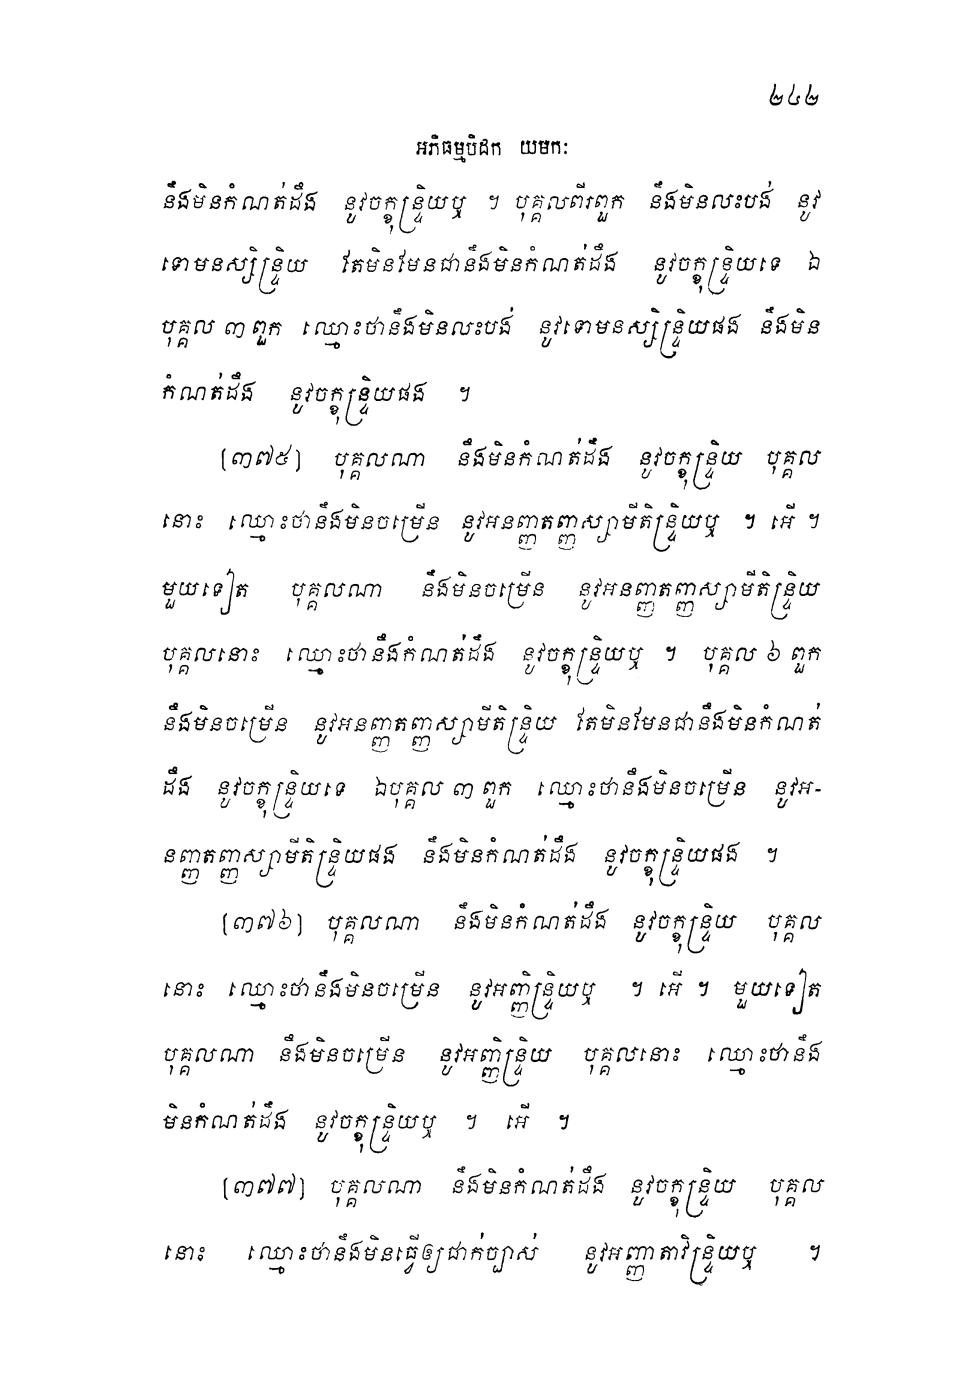 ២៤២
អភិធម្មបិដក យមកៈ
នឹងមិនកំណត់ដឹង នូវចក្ខុន្ទ្រិយឬ ។ បុគ្គលពីរពួក នឹងមិនលះបង់ នូវ
ទោមនស្សិន្ទ្រិយ តែមិនមែនជានឹងមិនកំណត់ដឹង នូវចក្ខុន្ទ្រិយទេ ឯ
បុគ្គល ៣ ពួក ឈ្មោះថានឹងមិនលះបង់ នូវទោមនស្សិន្ទ្រិយផង នឹងមិន
កំណត់ដឹង នូវចក្ខុន្ទ្រិយផង ។
(៣៧៥) បុគ្គលណា នឹងមិនកំណត់ដឹង នូវចក្ខុន្ទ្រិយ បុគ្គល
នោះ ឈ្មោះថានឹងមិនចម្រើន នូវអនញ្ញាតញ្ញស្សាមីតិន្ទ្រិយឬ ។ អើ ។
មួយទៀត បុគ្គលណា នឹងមិនចម្រើន នូវអនញ្ញាតញ្ញស្សាមីតិន្ទ្រិយ
បុគ្គលនោះ ឈ្មោះថានឹងកំណត់ដឹង នូវចក្ខុន្ទ្រិយឬ ។ បុគ្គល ៦ ពួក
នឹងមិនចម្រើន នូវអនញ្ញាតញ្ញស្សាមីតិន្ទ្រិយ តែមិនមែនជានឹងមិនកំណត់
ដឹង នូវចក្ខុន្ទ្រិយទេ ឯបុគ្គល ៣ ពួក ឈ្មោះថានឹងមិនចម្រើន នូវអ-
នញ្ញាតញ្ញស្សាមីតិន្ទ្រិយផង នឹងមិនកំណត់ដឹង នូវចក្ខុន្ទ្រិយផង ។
(៣៧៦) បុគ្គលណា នឹងមិនកំណត់ដឹង នូវចក្ខុន្ទ្រិយ បុគ្គល
នោះ ឈ្មោះថានឹងមិនចម្រើន នូវអញ្ញិន្ទ្រិយឬ ។ អើ ។ មួយទៀត
បុគ្គលណា នឹងមិនចម្រើន នូវអញ្ញិន្ទ្រិយ បុគ្គលនោះ ឈ្មោះថានឹង
មិនកំណត់ដឹង នូវចក្ខុន្ទ្រិយឬ ។ អើ ។
(៣៧៧) បុគ្គលណា នឹងមិនកំណត់ដឹង នូវចក្ខុន្ទ្រិយ បុគ្គល
នោះ ឈ្មោះថានឹងមិនធ្វើឲ្យជាក់ច្បាស់ នូវអញ្ញាតាវិន្ទ្រិយឬ ។